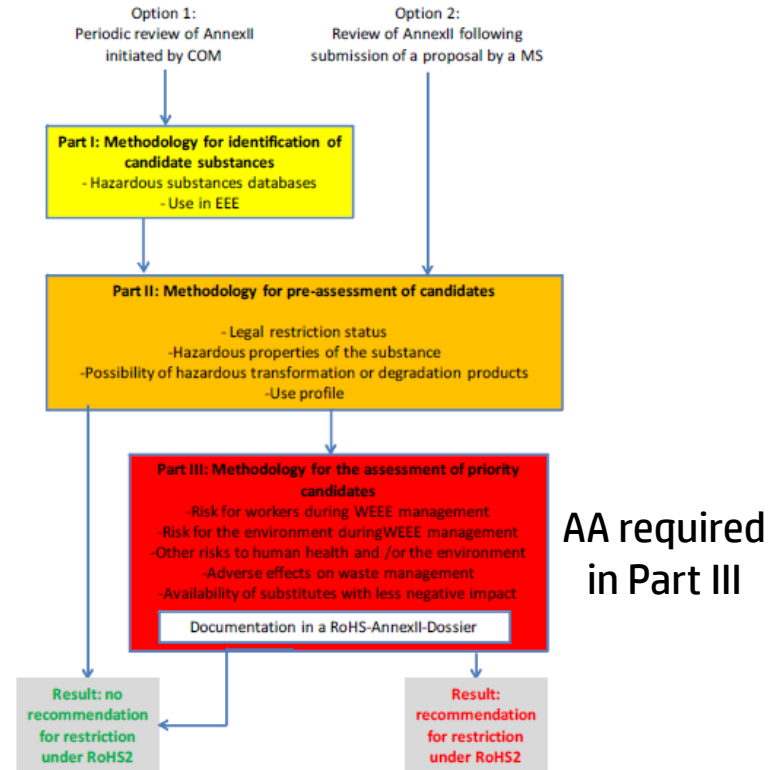 Option 1:
Periodic review of AnnexII
initiated by COM
Option 2:
Review of AnnexII following
submission of a proposal by a MS
Part I: Methodology for identification of
candidate substances
- Hazardous substances databases
- Use in EEE
Part II: Methodology for pre-assessment of candidates
- Legal restriction status
-Hazardous properties of the substance
-Possibility of hazardous transformation or degradation products
-Use profile
Part III: Methodology for the assessment of priority
candidates
-Risk for workers during WEEE management
-Risk for the environment duringWEEE management
-Other risks to human health and /or the environment
-Adverse effects on waste management
-Availability of substitutes with less negative impact
Documentation in a RoHS-AnnexII-Dossier
AA required
in Part III
Result: no
recommendation
for restriction
under RoHS2
Result:
recommendation
for restriction
under RoHS2